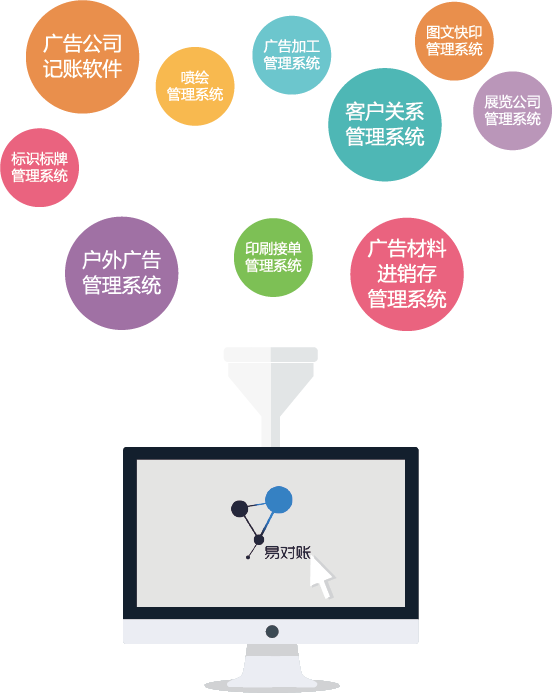 广告公司
记账软件
喷绘
管理系统
广告加工
管理系统
图文快印
管理系统
客户关系
管理系统
展览公司
管理系统
标识标牌
管理系统
户外广告
管理系统
印刷接单
管理系统
广告材料
进销存
管理系统
易对账